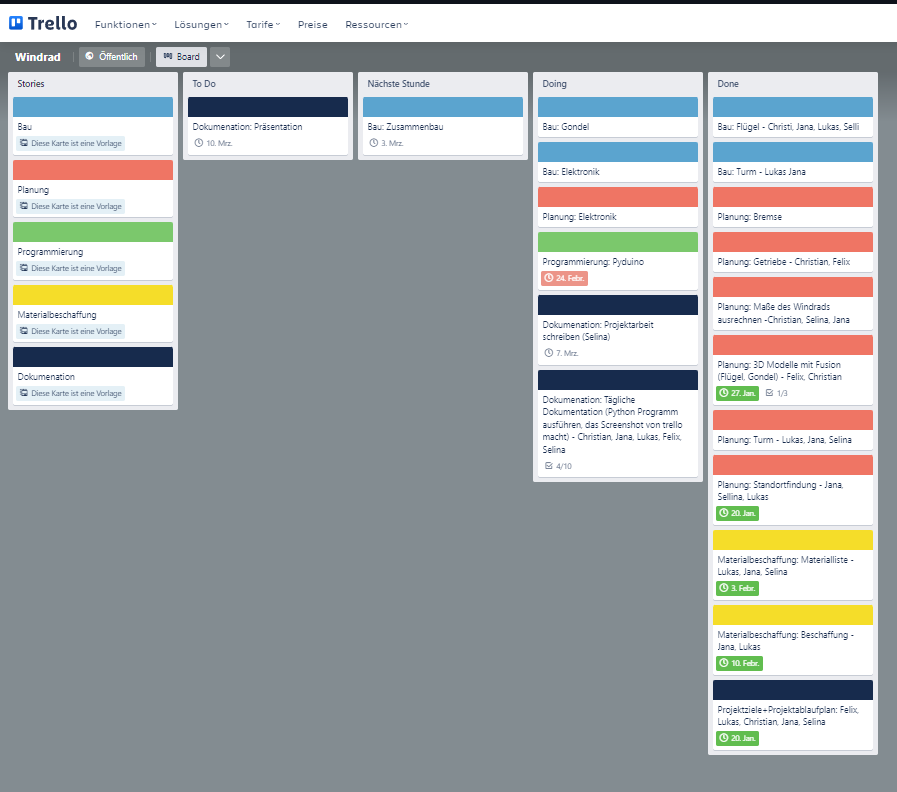 Trello
Funktionen
Lösungen
Tarife
Preise
Ressourcen
Windrad
Öffentlich
Board
Stories
Bau
Diese Karte ist eine Vorlage
Planung
Diese Karte ist eine Vorlage
Programmierung
Diese Karte ist eine Vorlage
Materialbeschaffung
Diese Karte ist eine Vorlage
Dokumenation
Diese Karte ist eine Vorlage
To Do
Dokumenation: Präsentation
10. Mrz.
Nächste Stunde
Bau: Zusammenbau
3. Mrz.
Doing
Bau: Gondel
Bau: Elektronik
Planung: Elektronik
Programmierung: Pyduino
24. Febr.
Dokumenation: Projektarbeit
schreiben (Selina)
7. Mrz.
Dokumenation: Tägliche
Dokumentation (Python Programm
ausführen, das Screenshot von trello
macht) - Christian, Jana, Lukas, Felix,
Selina
4/10
Done
Bau: Flügel - Christi, Jana, Lukas, Selli
Bau: Turm - Lukas Jana
Planung: Bremse
Planung: Getriebe - Christian, Felix
Planung: Maße des Windrads
ausrechnen -Christian, Selina, Jana
Planung: 3D Modelle mit Fusion
(Flügel, Gondel) - Felix, Christian
27. Jan. 1/3
Planung: Turm - Lukas, Jana, Selina
Planung: Standortfindung - Jana,
Sellina, Lukas
20. Jan.
Materialbeschaffung: Materialliste -
Lukas, Jana, Selina
3. Febr.
Materialbeschaffung: Beschaffung -
Jana, Lukas
10. Febr.
Projektziele+Projektablaufplan: Felix,
Lukas, Christian, Jana, Selina
20. Jan.